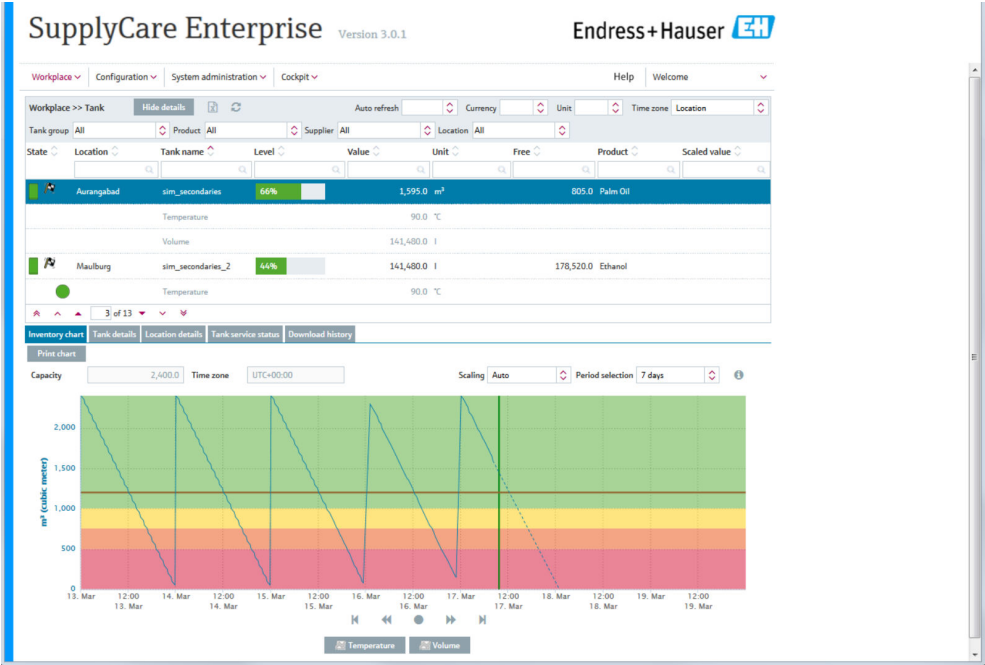 SupplyCare Enterprise Version 3.0.1 Endress+Hauser EH
Workplace Configuration System administration Cockpit Help Welcome
Workplace >> Tank Hide details Auto refresh Currency Unit Time zone Location
Tank group All Product All Supplier All Location All
State Location Tank name Level Value Unit Free Product Scaled value
Aurangabad sim_secondaries 66% 1,595.0 m³ 805.0 Palm Oil
Temperature 90.0 °C
Volume 141,480.0 l
Maulburg sim_secondaries_2 44% 141,480.0 l 178,520.0 Ethanol
Temperature 90.0 °C
3 of 13
Inventory chart Tank details Location details Tank service status Download history
Print chart
Capacity 2,400.0 Time zone UTC+00:00 Scaling Auto Period selection 7 days
m³ (cubic meter)
2,000
1,500
1,000
500
0
13. Mar 12:00 14. Mar 12:00 15. Mar 12:00 16. Mar 12:00 17. Mar 12:00 18. Mar 12:00 19. Mar 12:00
13. Mar 14. Mar 15. Mar 16. Mar 17. Mar 18. Mar 19. Mar
Temperature Volume